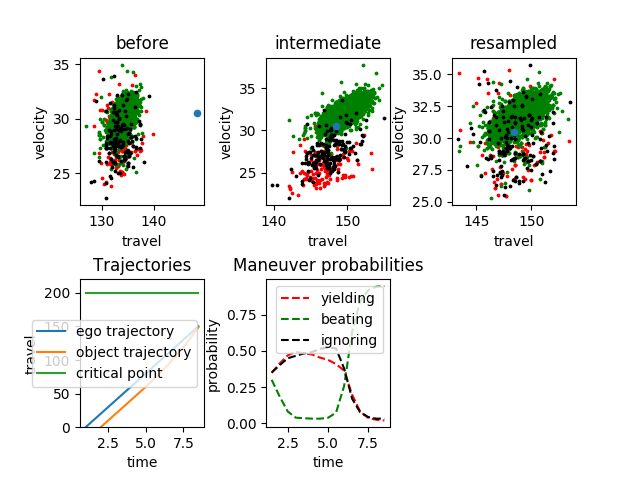 before
intermediate
resampled
35
30
25
velocity
130
140
travel
35
30
25
velocity
140
150
travel
35.0
32.5
30.0
27.5
25.0
velocity
145
150
travel
Trajectories
Maneuver probabilities
200
150
100
50
0
travel
ego trajectory
object trajectory
critical point
2.5
5.0
7.5
time
0.75
0.50
0.25
0.00
probability
yielding
beating
ignoring
2.5
5.0
7.5
time